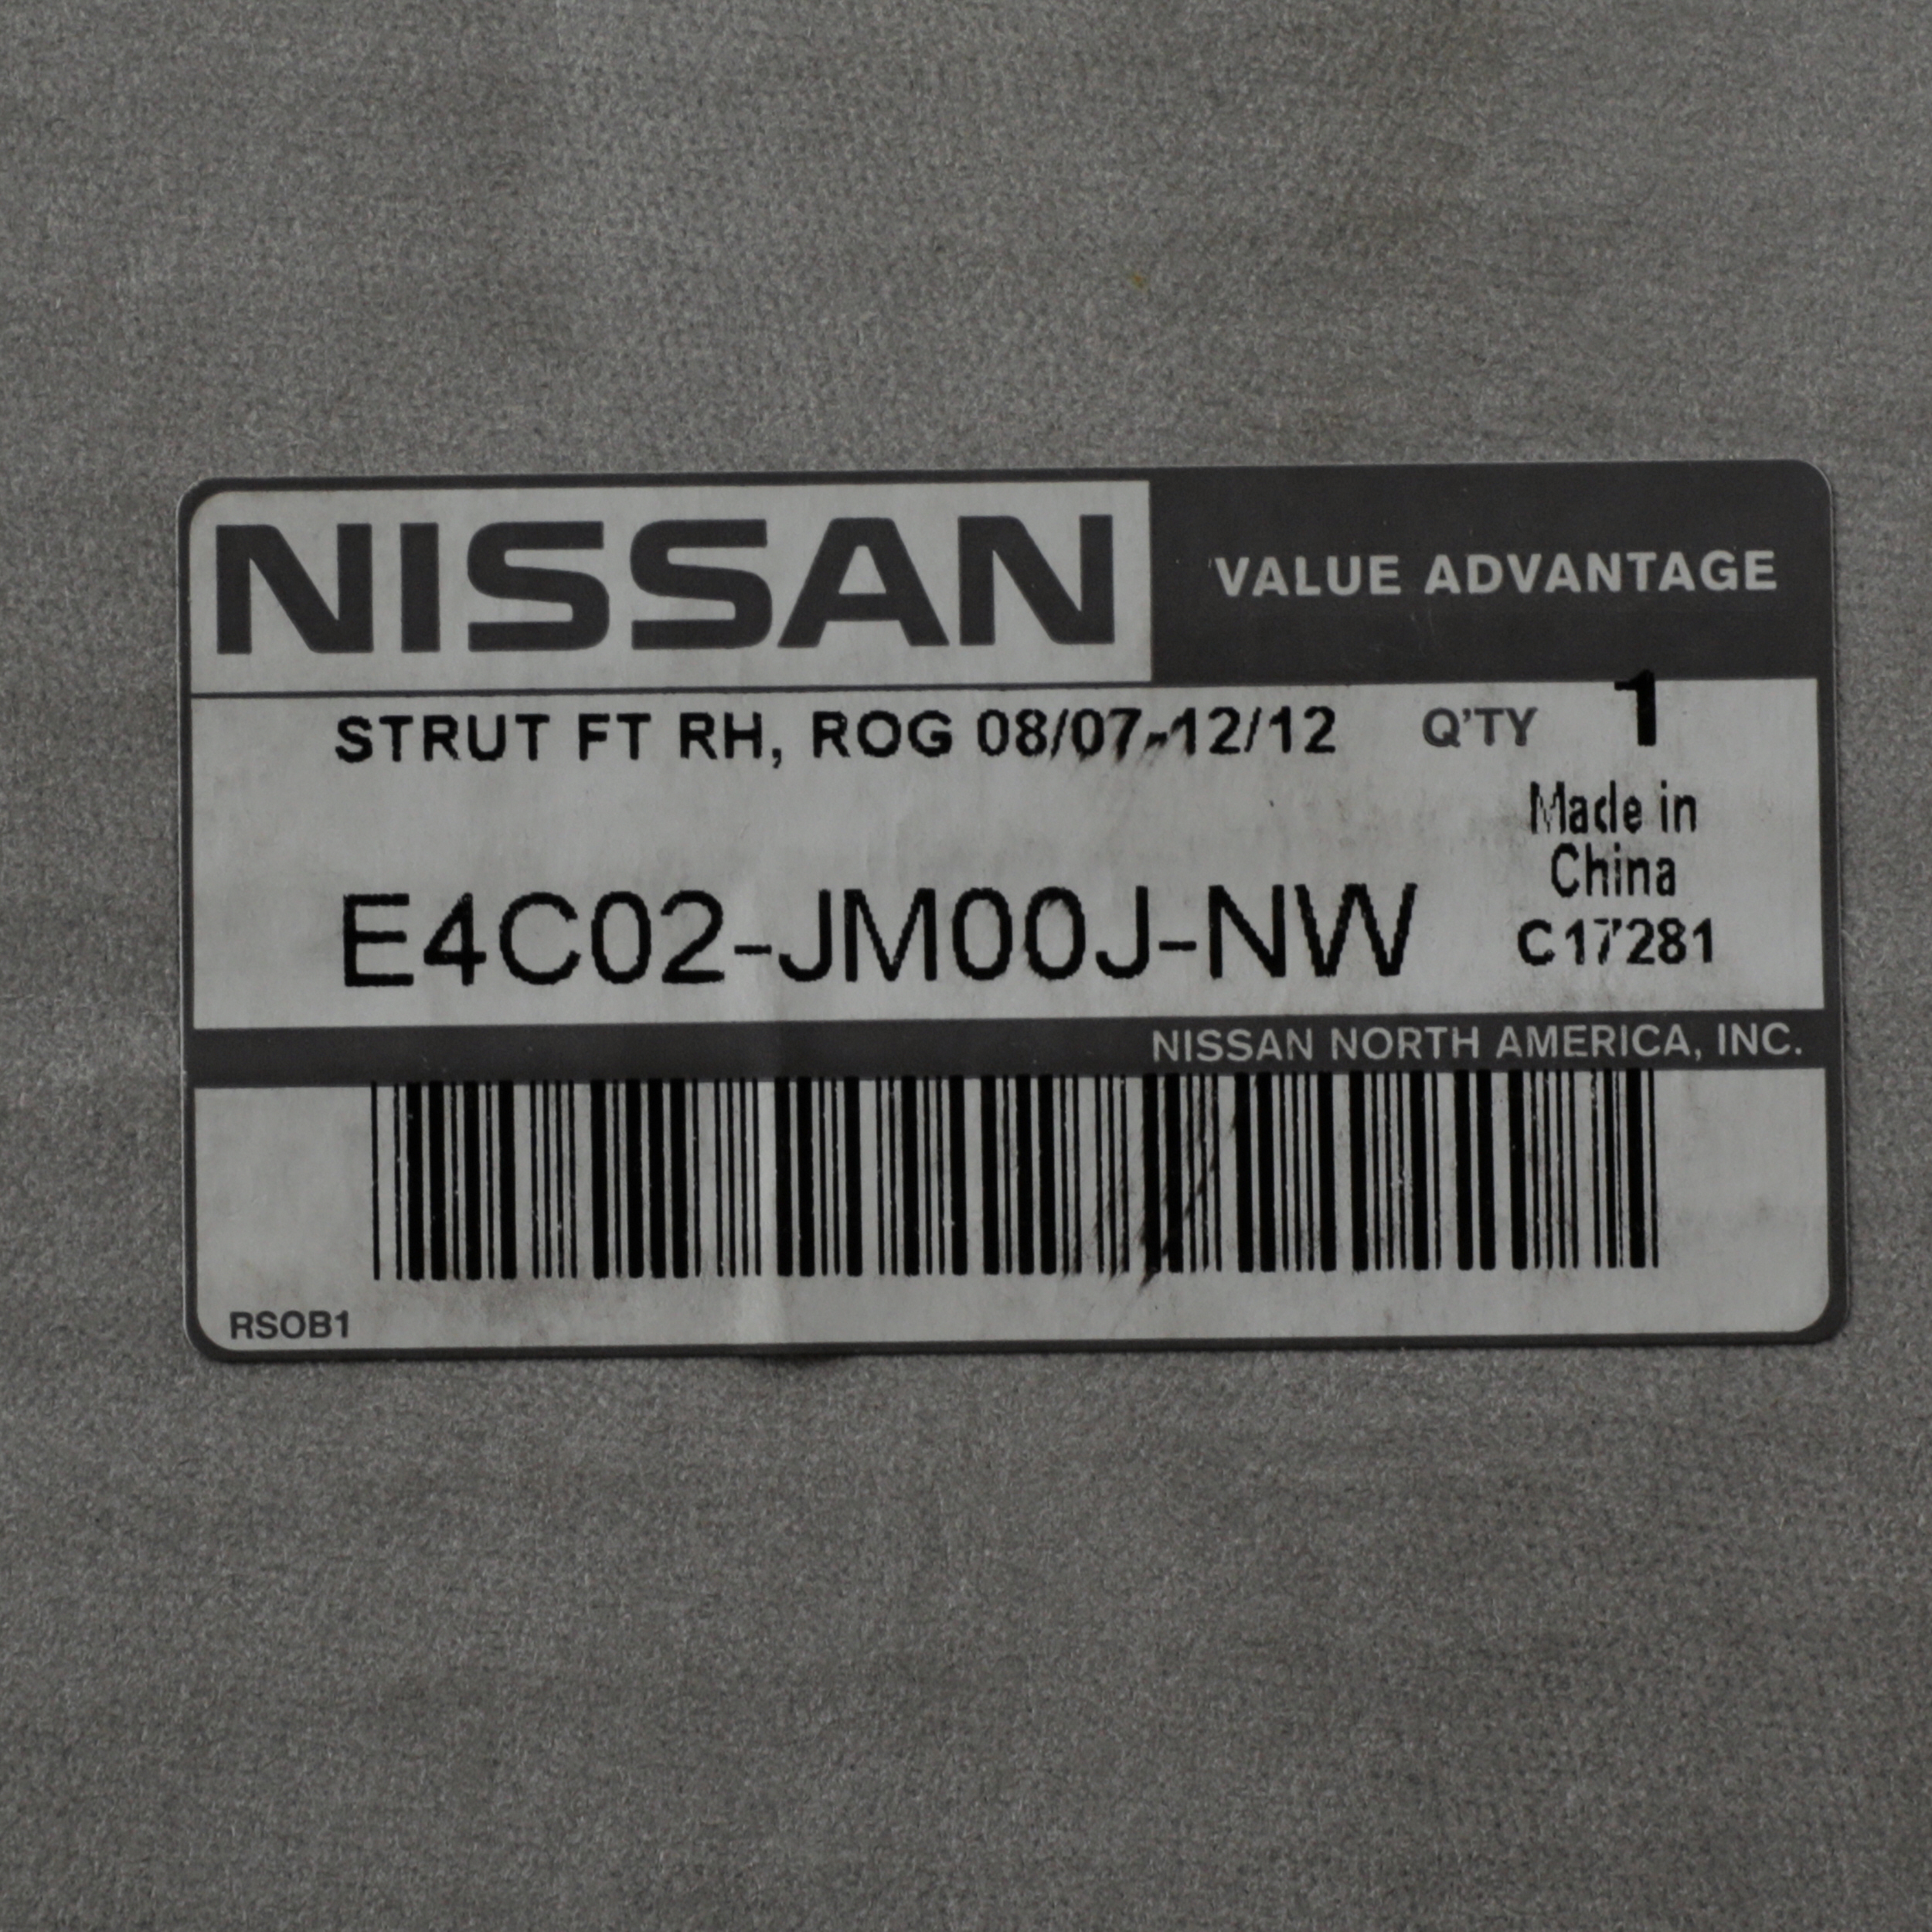 NISSAN VALUE ADVANTAGE
STRUT FT RH, ROG 08/07-12/12 Q'TY 1
Made in
China
E4C02-JM00J-NW C17281
NISSAN NORTH AMERICA, INC.
RSOB1